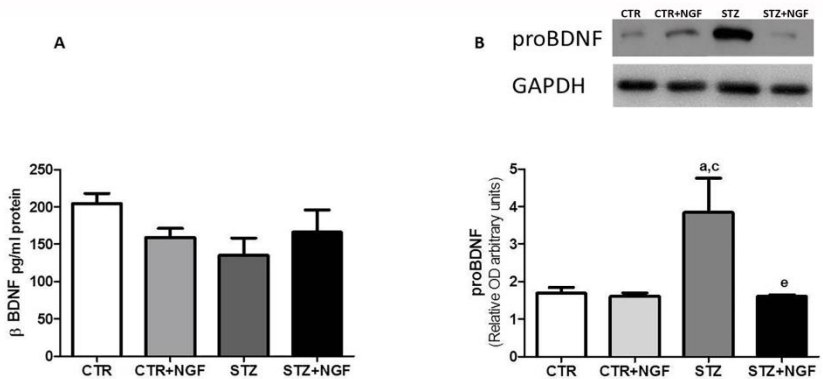 A
β BDNF pg/ml protein
250
200
150
100
50
0
CTR CTR+NGF STZ STZ+NGF
B
CTR CTR+NGF STZ STZ+NGF
proBDNF
GAPDH
proBDNF
(Relative OD arbitrary units)
5
4
3
2
1
a,c
e
CTR CTR+NGF STZ STZ+NGF